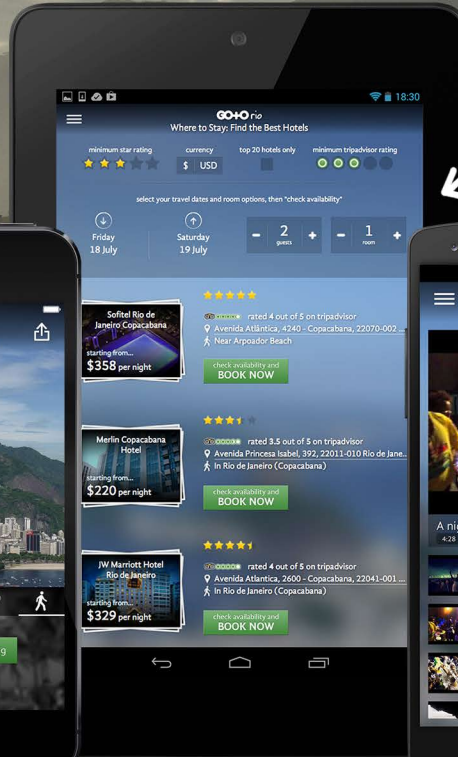 18:30
GO+O rio
Where to Stay: Find the Best Hotels
minimum star rating
currency
top 20 hotels only
minimum tripadvisor rating
$ USD
select your travel dates and room options, then "check availability"
Friday
18 July
Saturday
19 July
- 2 +
guests
- 1 +
room
Sofitel Rio de
Janeiro Copacabana
starting from...
$358 per night
rated 4 out of 5 on tripadvisor
Avenida Atlântica, 4240 - Copacabana, 22070-002 ...
Near Arpoador Beach
check availability and
BOOK NOW
Merlin Copacabana
Hotel
starting from...
$220 per night
rated 3.5 out of 5 on tripadvisor
Avenida Princesa Isabel, 392, 22011-010 Rio de Jane...
In Rio de Janeiro (Copacabana)
check availability and
BOOK NOW
JW Marriott Hotel
Rio de Janeiro
starting from...
$329 per night
rated 4 out of 5 on tripadvisor
Avenida Atlantica, 2600 - Copacabana, 22041-001 ...
In Rio de Janeiro (Copacabana)
check availability and
BOOK NOW
g
A ni
4:28